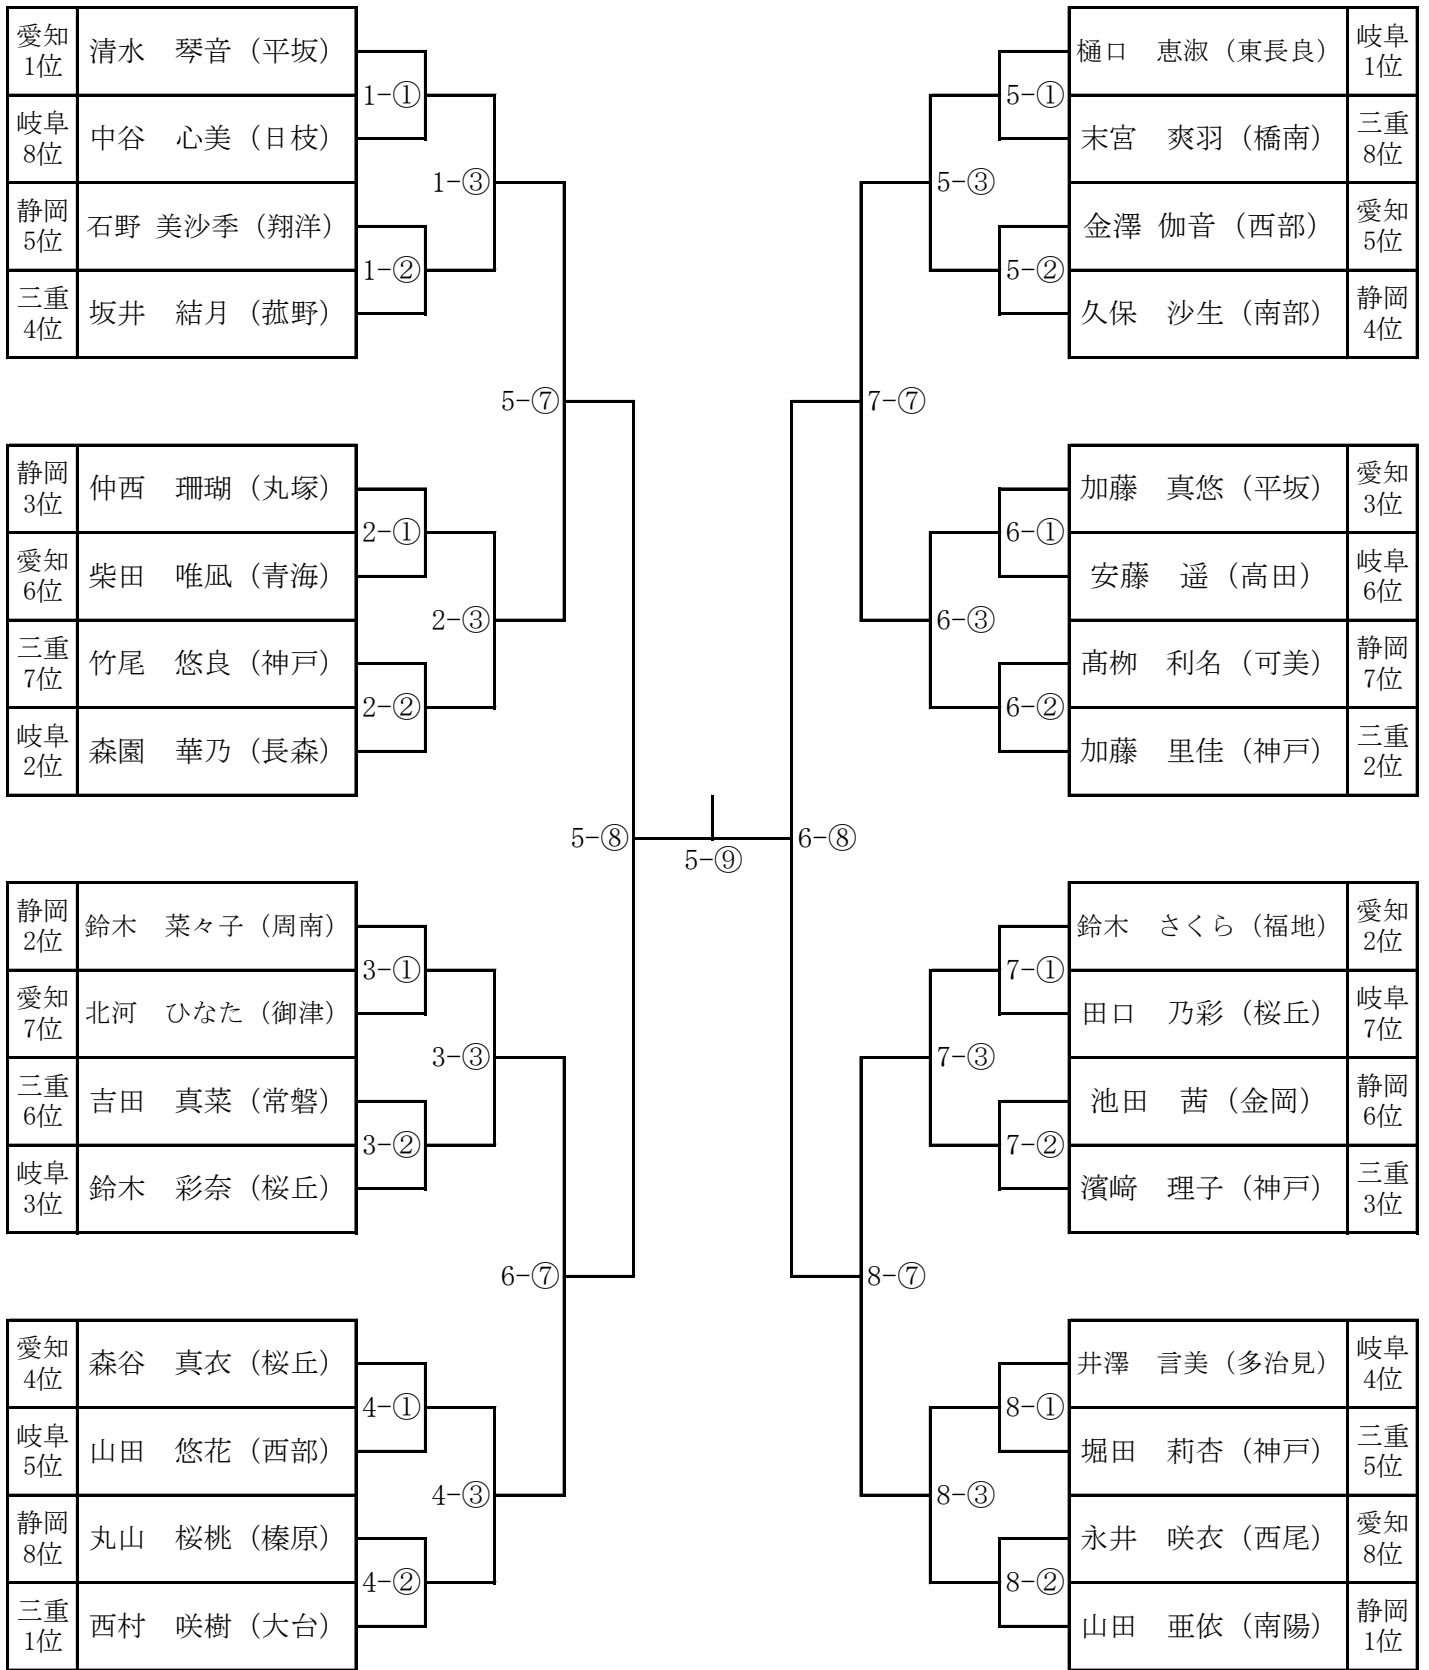 愛知
1位
清水　琴音（平坂）
1-①
岐阜
8位
中谷　心美（日枝）
1-③
静岡
5位
石野 美沙季（翔洋）
1-②
三重
4位
坂井　結月（菰野）
5-⑦
静岡
3位
仲西　珊瑚（丸塚）
2-①
愛知
6位
柴田　唯凪（青海）
2-③
三重
7位
竹尾　悠良（神戸）
2-②
岐阜
2位
森園　華乃（長森）
5-⑧
静岡
2位
鈴木　菜々子（周南）
3-①
愛知
7位
北河　ひなた（御津）
3-③
三重
6位
吉田　真菜（常磐）
3-②
岐阜
3位
鈴木　彩奈（桜丘）
6-⑦
愛知
4位
森谷　真衣（桜丘）
4-①
岐阜
5位
山田　悠花（西部）
4-③
静岡
8位
丸山　桜桃（榛原）
4-②
三重
1位
西村　咲樹（大台）
5-⑨
樋口　恵淑（東長良）
岐阜
1位
5-①
末宮　爽羽（橋南）
三重
8位
5-③
金澤 伽音（西部）
愛知
5位
5-②
久保　沙生（南部）
静岡
4位
7-⑦
加藤　真悠（平坂）
愛知
3位
6-①
安藤　遥（高田）
岐阜
6位
6-③
髙栁　利名（可美）
静岡
7位
6-②
加藤　里佳（神戸）
三重
2位
6-⑧
鈴木　さくら（福地）
愛知
2位
7-①
田口　乃彩（桜丘）
岐阜
7位
7-③
池田　茜（金岡）
静岡
6位
7-②
濱﨑　理子（神戸）
三重
3位
8-⑦
井澤　言美（多治見）
岐阜
4位
8-①
堀田　莉杏（神戸）
三重
5位
8-③
永井　咲衣（西尾）
愛知
8位
8-②
山田　亜依（南陽）
静岡
1位